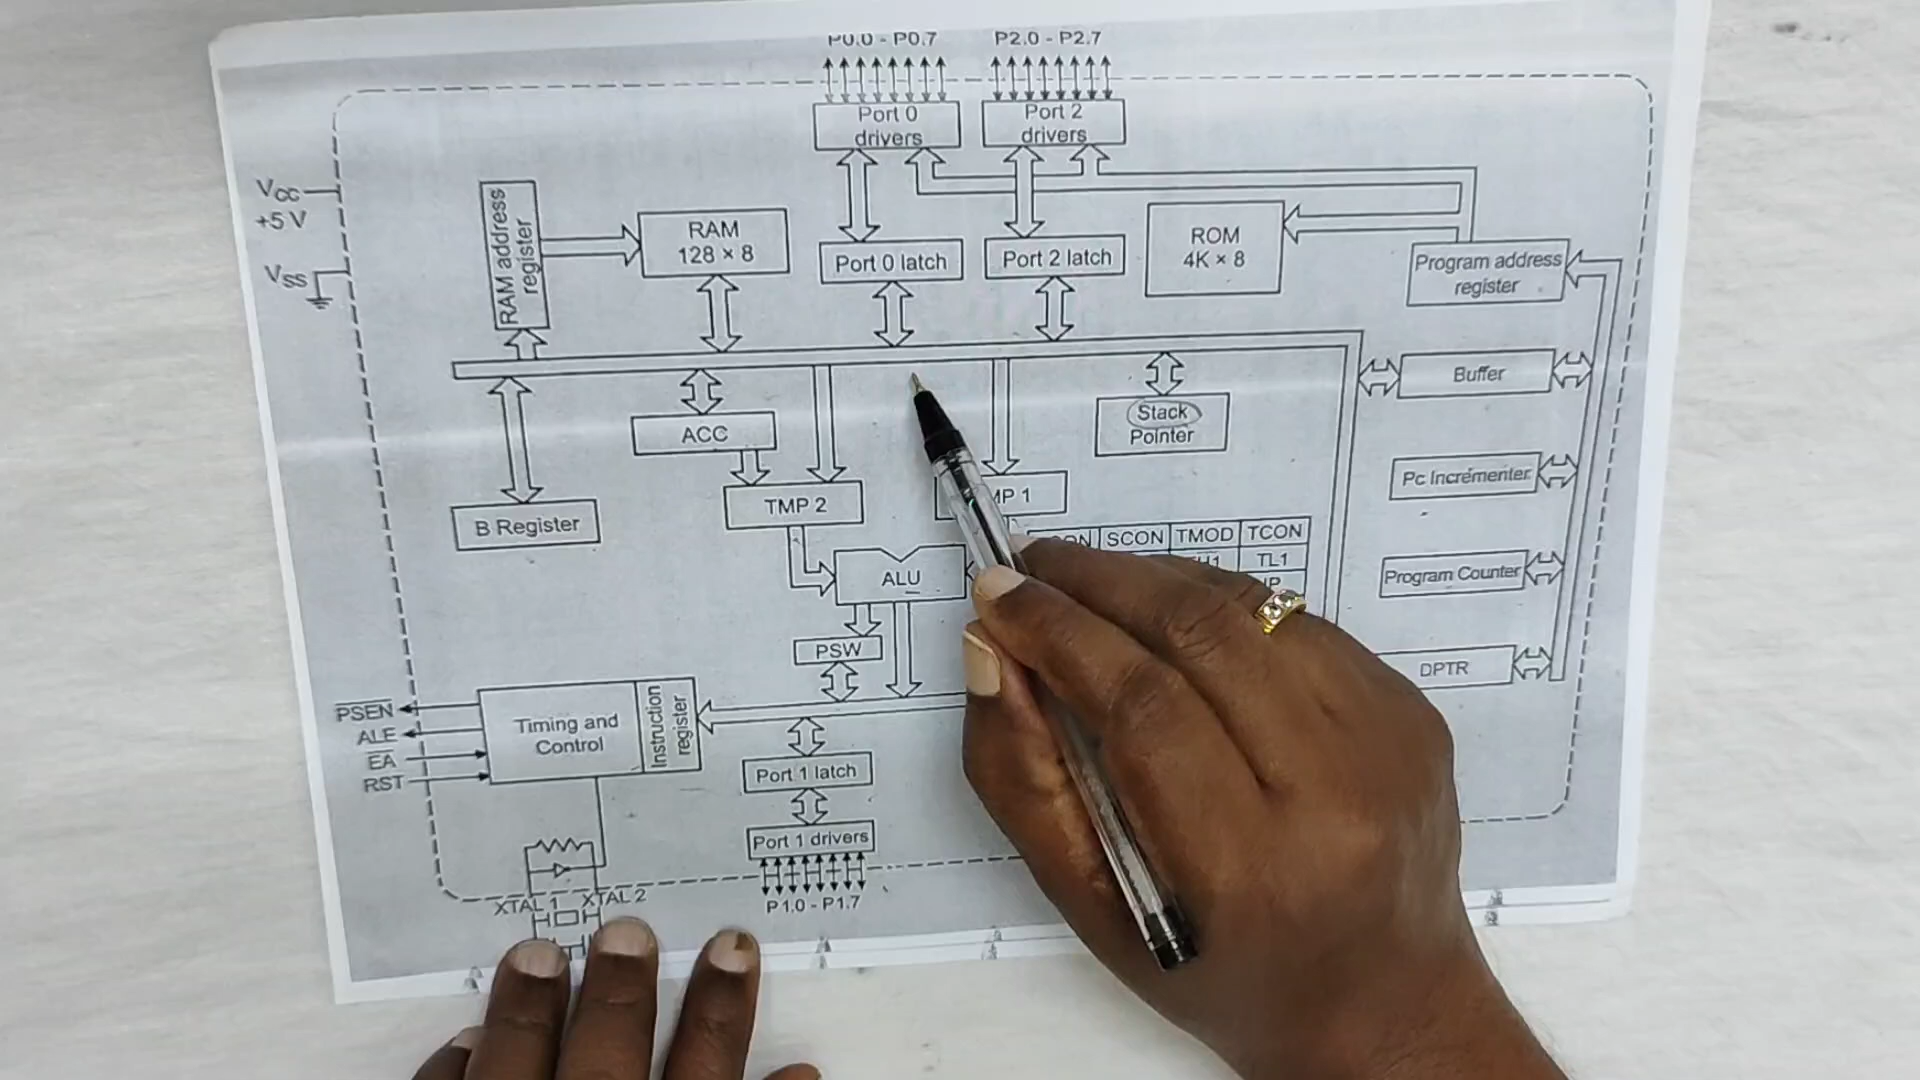 P0.0 - P0.7
P2.0 - P2.7
Port 0
drivers
Port 2
drivers
VCC
+5 V
VSS
RAM address
register
RAM
128 × 8
Port 0 latch
Port 2 latch
ROM
4K × 8
Program address
register
Buffer
Stack
Pointer
ACC
Pc Incrementer
TMP 2
MP 1
B Register
SCON TMOD TCON
TL1
ALU
Program Counter
PSW
DPTR
PSEN
ALE
EA
RST
Timing and
Control
Instruction
register
Port 1 latch
Port 1 drivers
XTAL 1 XTAL 2
P1.0 - P1.7